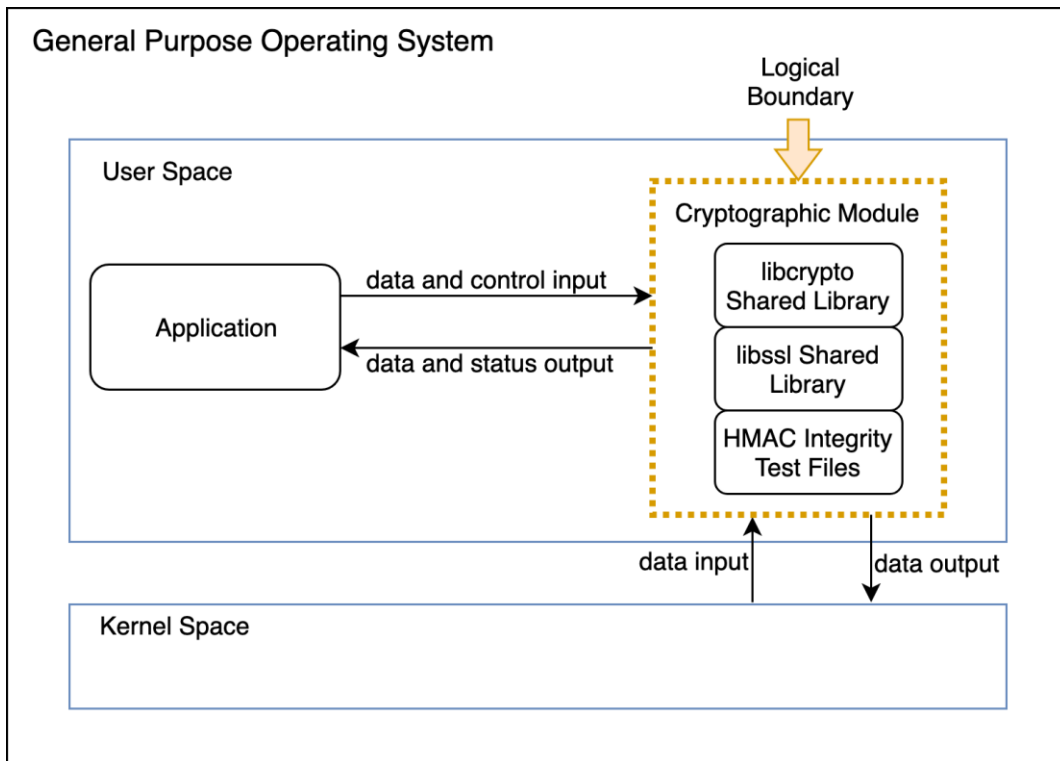 General Purpose Operating System
Logical
Boundary
User Space
Cryptographic Module
libcrypto
Shared Library
data and control input
Application
data and status output
libssl Shared
Library
HMAC Integrity
Test Files
data input
data output
Kernel Space